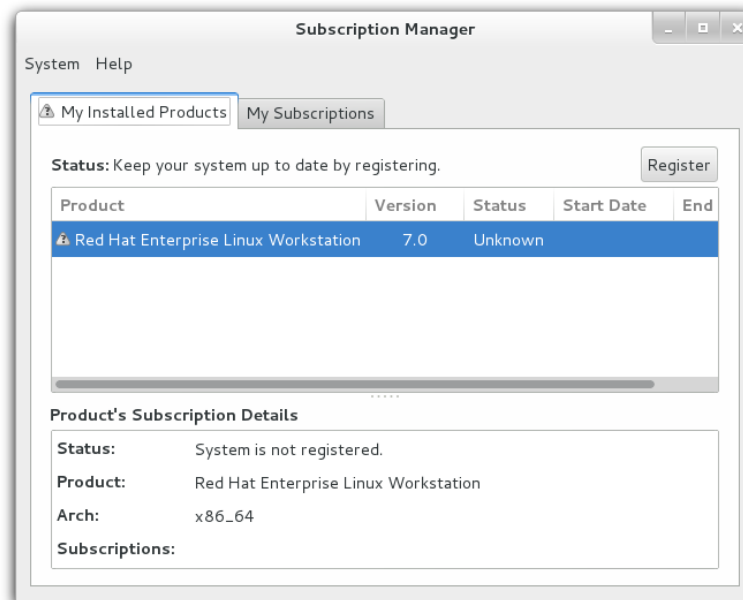 Subscription Manager
System Help
My Installed Products My Subscriptions
Status: Keep your system up to date by registering. Register
Product Version Status Start Date End
Red Hat Enterprise Linux Workstation 7.0 Unknown
Product's Subscription Details
Status: System is not registered.
Product: Red Hat Enterprise Linux Workstation
Arch: x86_64
Subscriptions: